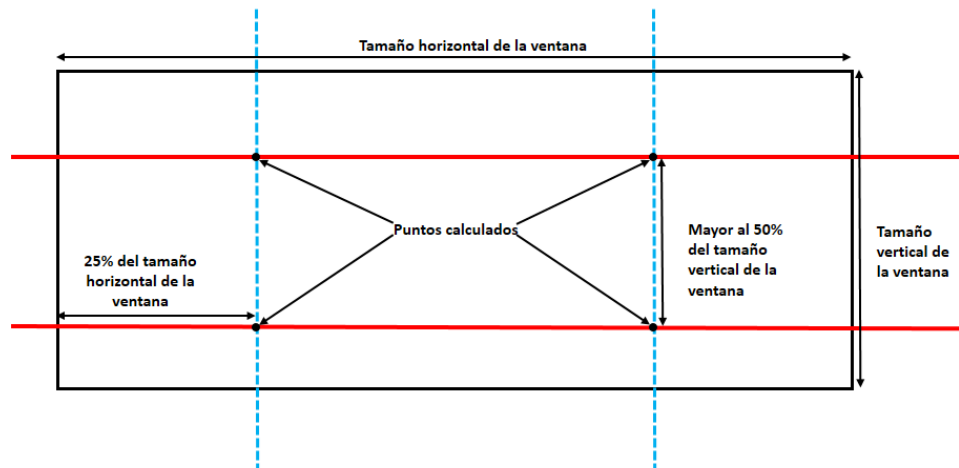 Tamaño horizontal de la ventana
Puntos calculados
Mayor al 50%
del tamaño
vertical de la
ventana
Tamaño
vertical de
la ventana
25% del tamaño
horizontal de la
ventana